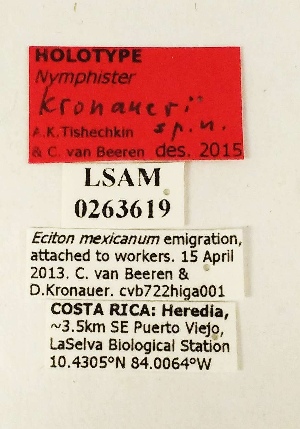 HOLOTYPE
Nymphister
kronaueri
A.K.Tishechkin sp.n.
& C. van Beeren des. 2015
LSAM
0263619
Eciton mexicanum emigration,
attached to workers. 15 April
2013. C. van Beeren &
D.Kronauer. cvb722higa001
COSTA RICA: Heredia,
~3.5km SE Puerto Viejo,
LaSelva Biological Station
10.4305°N 84.0064°W